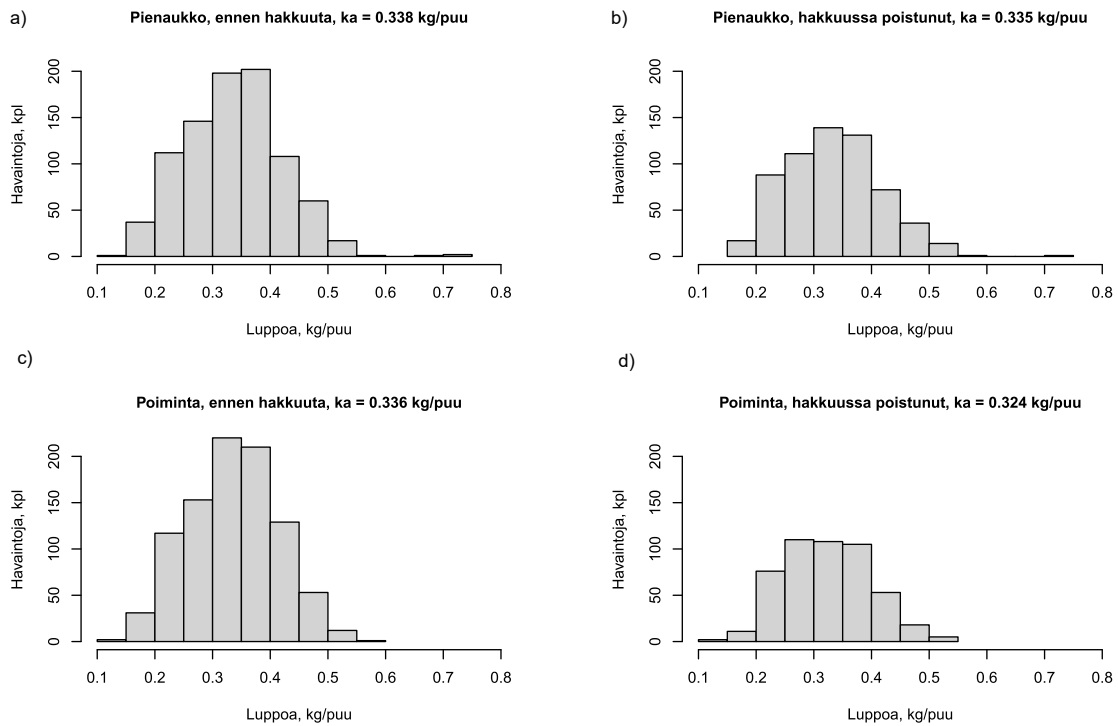 a)
Pienaukko, ennen hakkuuta, ka = 0.338 kg/puu
Havaintoja, kpl
200
150
100
50
0
0.1 0.2 0.3 0.4 0.5 0.6 0.7 0.8
Luppoa, kg/puu
b)
Pienaukko, hakkuussa poistunut, ka = 0.335 kg/puu
Havaintoja, kpl
200
150
100
50
0
0.1 0.2 0.3 0.4 0.5 0.6 0.7 0.8
Luppoa, kg/puu
c)
Poiminta, ennen hakkuuta, ka = 0.336 kg/puu
Havaintoja, kpl
200
150
100
50
0
0.1 0.2 0.3 0.4 0.5 0.6 0.7 0.8
Luppoa, kg/puu
d)
Poiminta, hakkuussa poistunut, ka = 0.324 kg/puu
Havaintoja, kpl
200
150
100
50
0
0.1 0.2 0.3 0.4 0.5 0.6 0.7 0.8
Luppoa, kg/puu